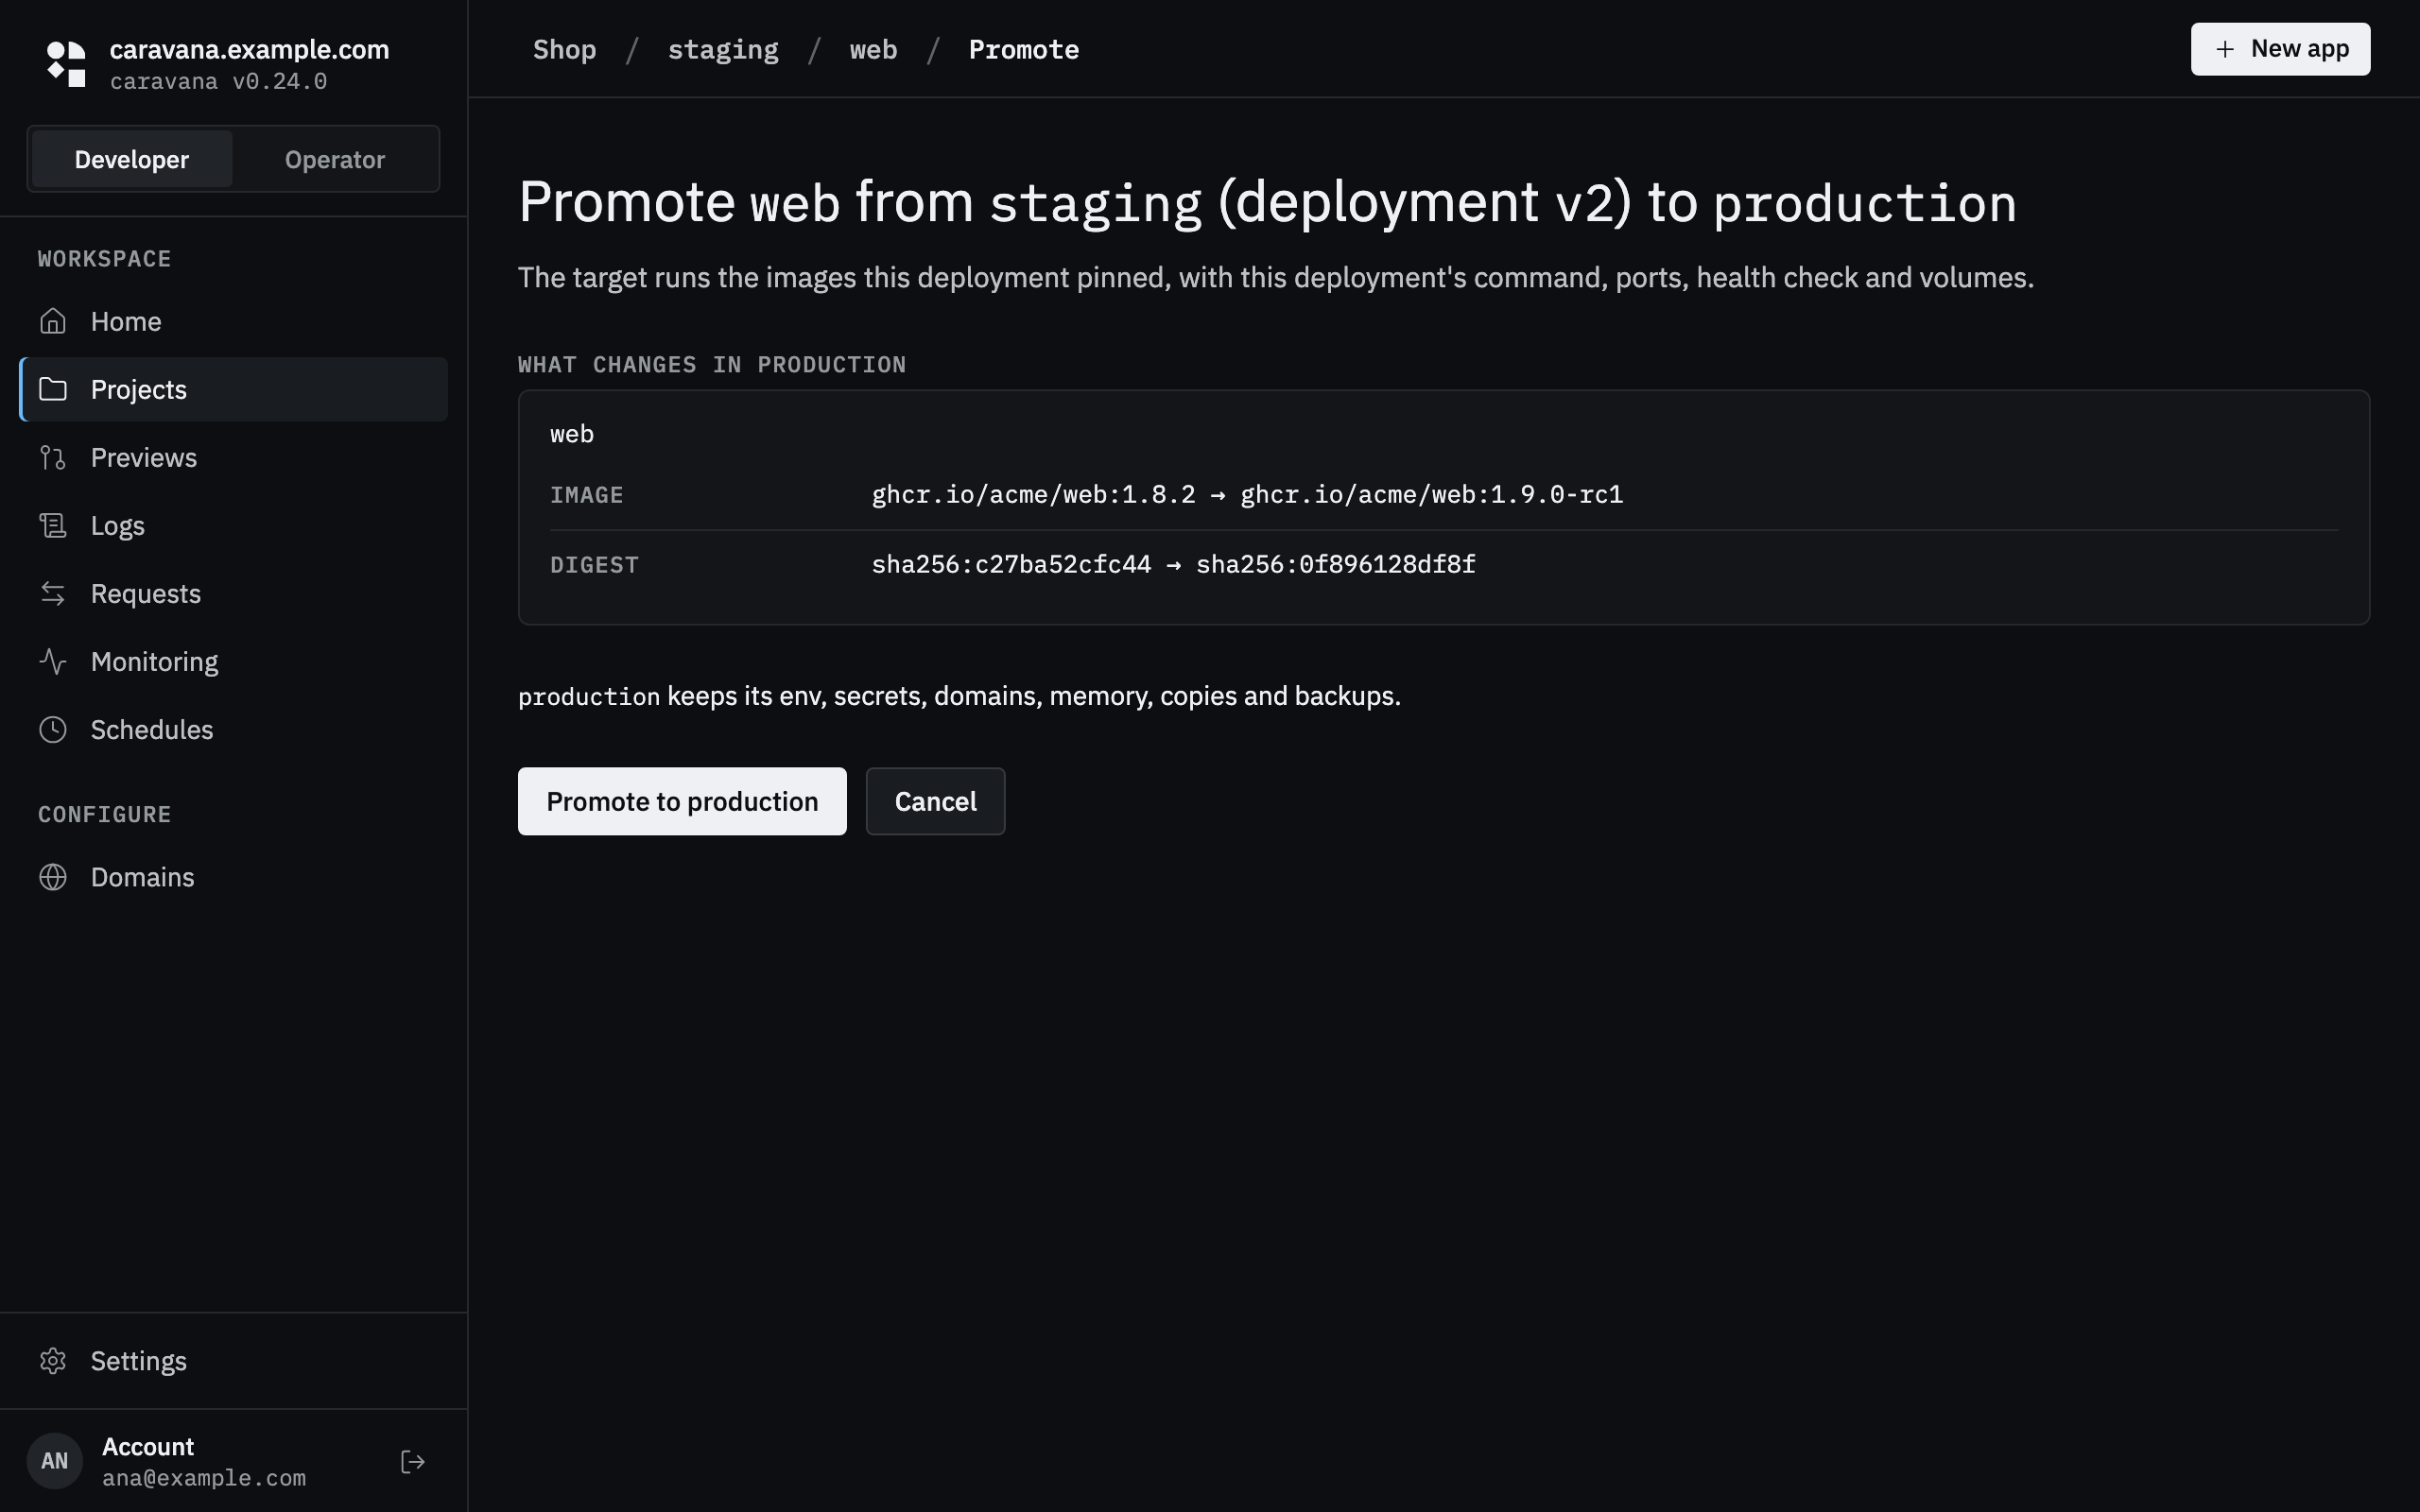 caravana.example.com
caravana v0.24.0
Developer
Operator
WORKSPACE
Home
Projects
Previews
Logs
Requests
Monitoring
Schedules
CONFIGURE
Domains
Settings
AN
Account
ana@example.com
Shop / staging / web / Promote
+ New app
Promote web from staging (deployment v2) to production
The target runs the images this deployment pinned, with this deployment's command, ports, health check and volumes.
WHAT CHANGES IN PRODUCTION
web
IMAGE ghcr.io/acme/web:1.8.2 → ghcr.io/acme/web:1.9.0-rc1
DIGEST sha256:c27ba52cfc44 → sha256:0f896128df8f
production keeps its env, secrets, domains, memory, copies and backups.
Promote to production
Cancel